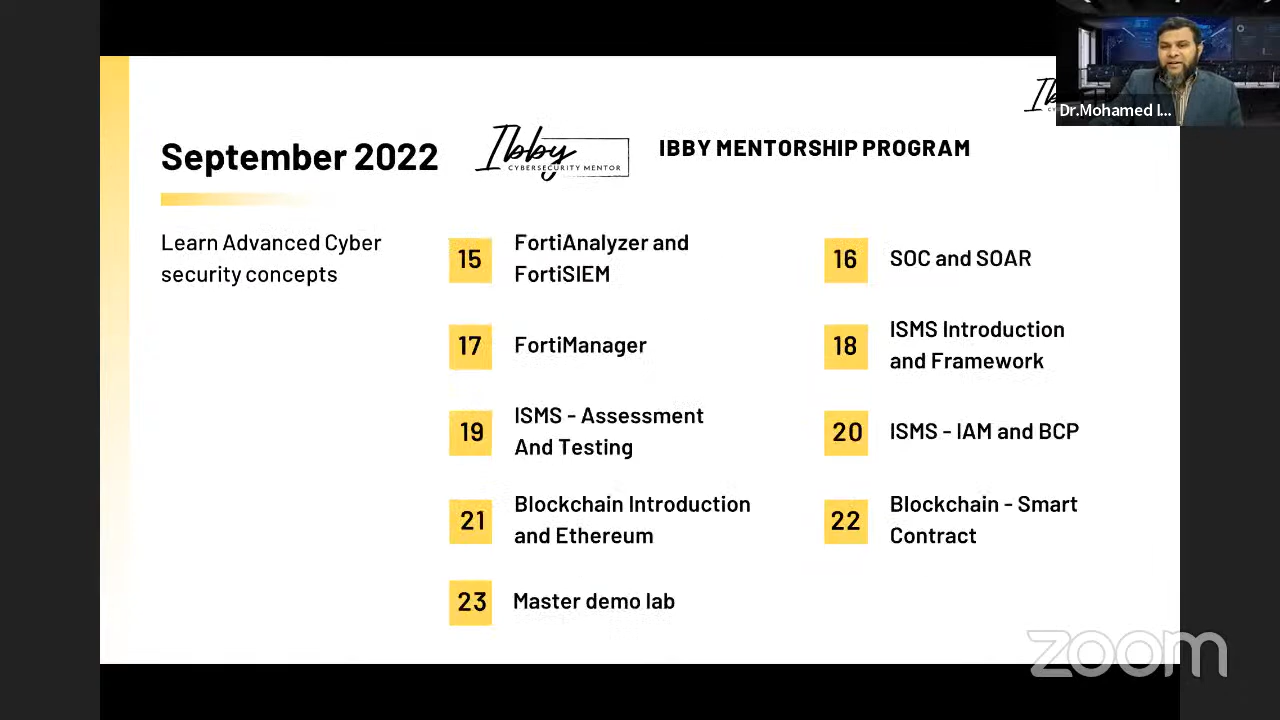 September 2022
Ibby
CYBERSECURITY MENTOR
IBBY MENTORSHIP PROGRAM
Dr.Mohamed I...
Learn Advanced Cyber
security concepts
15
FortiAnalyzer and
FortiSIEM
16
SOC and SOAR
17
FortiManager
18
ISMS Introduction
and Framework
19
ISMS - Assessment
And Testing
20
ISMS - IAM and BCP
21
Blockchain Introduction
and Ethereum
22
Blockchain - Smart
Contract
23
Master demo lab
zoom